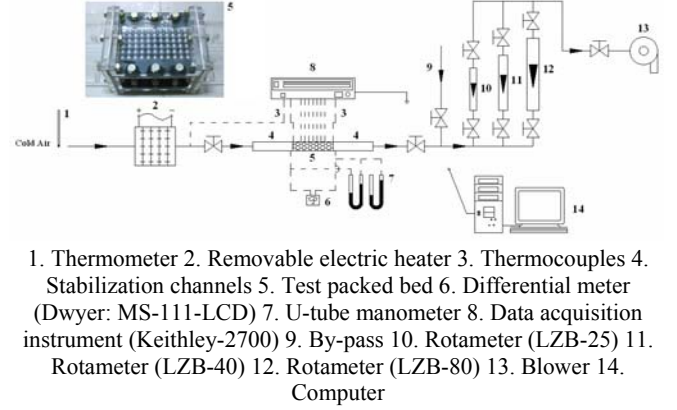 5
13
8
9
10
11
12
1
2
3
3
4
4
Cold Air
5
6
7
14
1. Thermometer 2. Removable electric heater 3. Thermocouples 4.
Stabilization channels 5. Test packed bed 6. Differential meter
(Dwyer: MS-111-LCD) 7. U-tube manometer 8. Data acquisition
instrument (Keithley-2700) 9. By-pass 10. Rotameter (LZB-25) 11.
Rotameter (LZB-40) 12. Rotameter (LZB-80) 13. Blower 14.
Computer